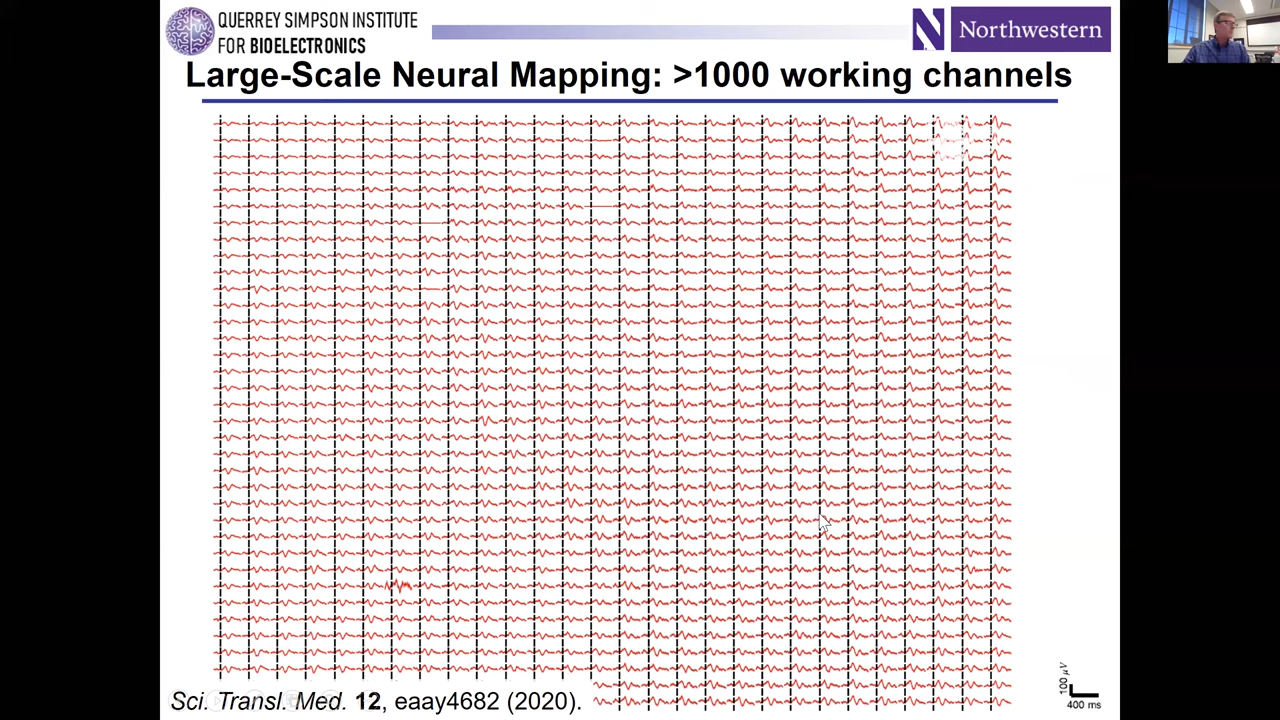 QUERREY SIMPSON INSTITUTE
FOR BIOELECTRONICS
N Northwestern
Large-Scale Neural Mapping: >1000 working channels
100 µV
400 ms
Sci. Transl. Med. 12, eaay4682 (2020).